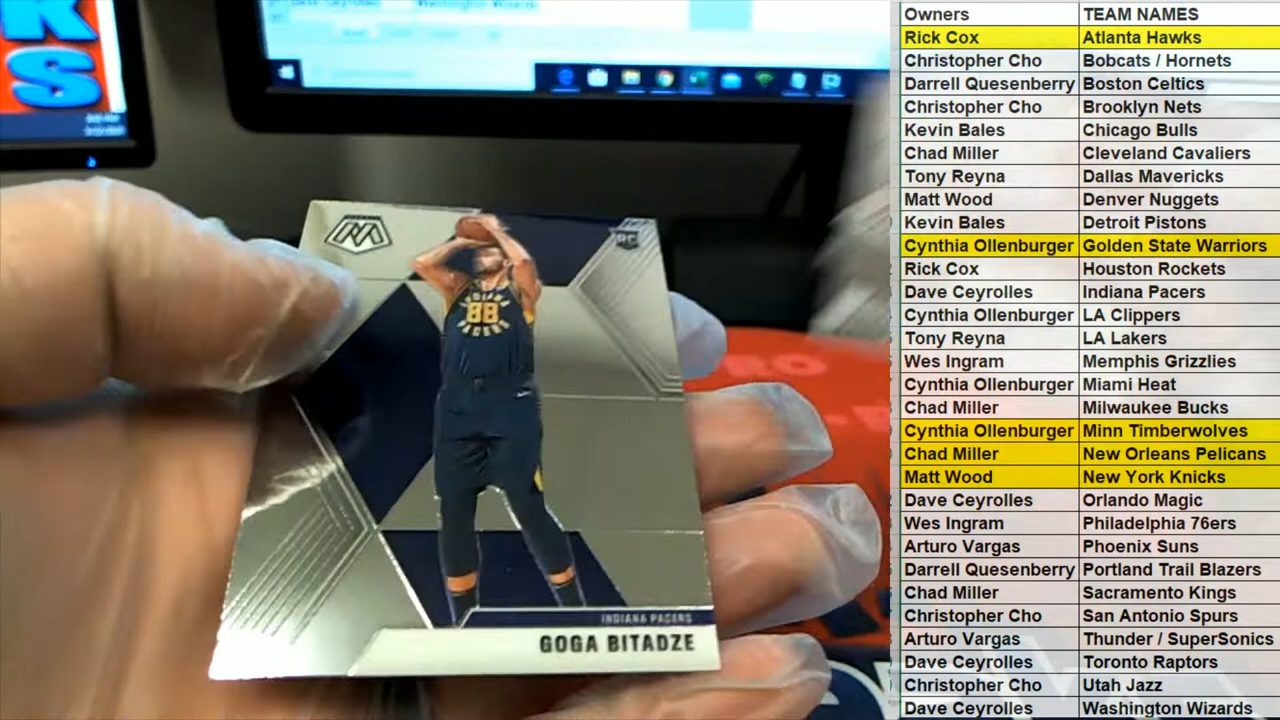 KS
Washington Wizards
RC
INDIANA
88
PACERS
INDIANA PACERS
GOGA BITADZE
Owners TEAM NAMES
Rick Cox Atlanta Hawks
Christopher Cho Bobcats / Hornets
Darrell Quesenberry Boston Celtics
Christopher Cho Brooklyn Nets
Kevin Bales Chicago Bulls
Chad Miller Cleveland Cavaliers
Tony Reyna Dallas Mavericks
Matt Wood Denver Nuggets
Kevin Bales Detroit Pistons
Cynthia Ollenburger Golden State Warriors
Rick Cox Houston Rockets
Dave Ceyrolles Indiana Pacers
Cynthia Ollenburger LA Clippers
Tony Reyna LA Lakers
Wes Ingram Memphis Grizzlies
Cynthia Ollenburger Miami Heat
Chad Miller Milwaukee Bucks
Cynthia Ollenburger Minn Timberwolves
Chad Miller New Orleans Pelicans
Matt Wood New York Knicks
Dave Ceyrolles Orlando Magic
Wes Ingram Philadelphia 76ers
Arturo Vargas Phoenix Suns
Darrell Quesenberry Portland Trail Blazers
Chad Miller Sacramento Kings
Christopher Cho San Antonio Spurs
Arturo Vargas Thunder / SuperSonics
Dave Ceyrolles Toronto Raptors
Christopher Cho Utah Jazz
Dave Ceyrolles Washington Wizards